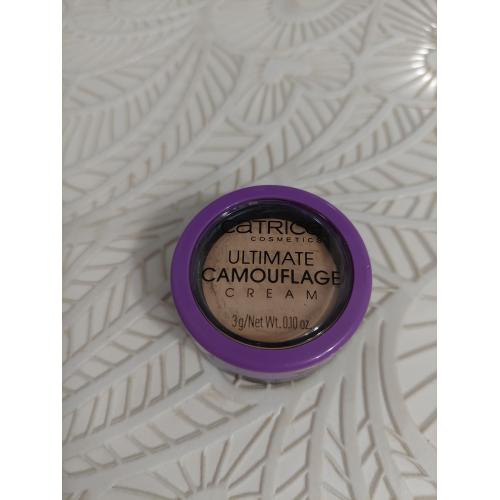 CATRICE
COSMETICS
ULTIMATE
CAMOUFLAGE
CREAM
3g/Net Wt. 0.10 oz.